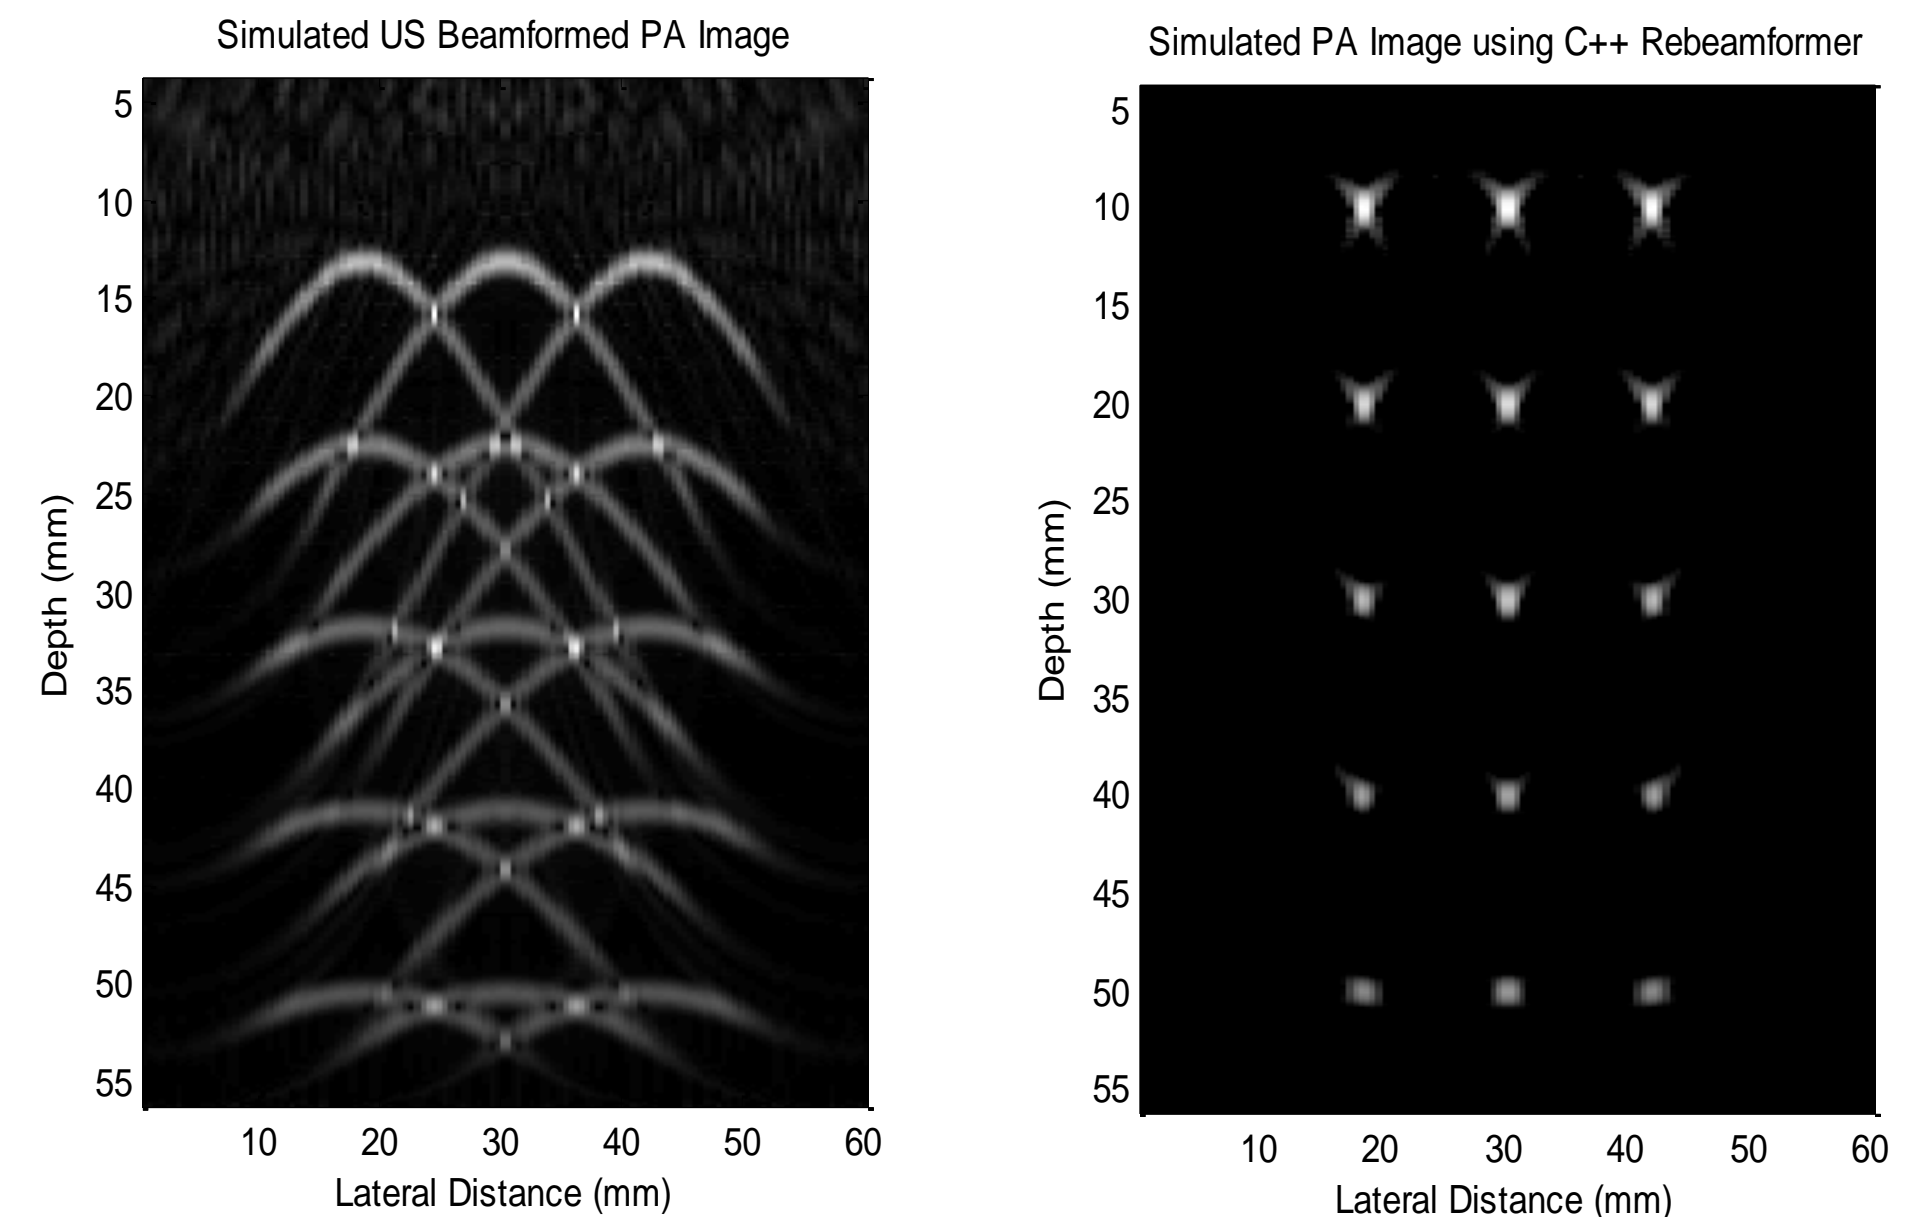 Simulated US Beamformed PA Image
5
10
15
20
25
30
35
40
45
50
55
Depth (mm)
10 20 30 40 50 60
Lateral Distance (mm)
Simulated PA Image using C++ Rebeamformer
5
10
15
20
25
30
35
40
45
50
55
Depth (mm)
10 20 30 40 50 60
Lateral Distance (mm)